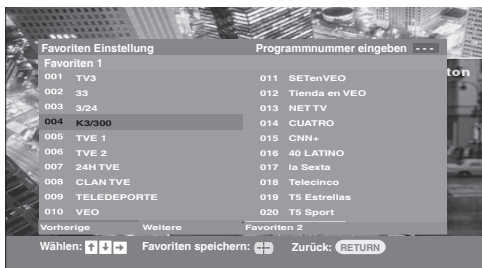 Favoriten Einstellung Programmnummer eingeben ---
Favoriten 1
ton
001 TV3 011 SETenVEO
002 33 012 Tienda en VEO
003 3/24 013 NET TV
004 K3/300 014 CUATRO
005 TVE 1 015 CNN+
006 TVE 2 016 40 LATINO
007 24H TVE 017 la Sexta
008 CLAN TVE 018 Telecinco
009 TELEDEPORTE 019 T5 Estrellas
010 VEO 020 T5 Sport
Vorherige Weitere Favoriten 2
Wählen: ↑ ↓ → Favoriten speichern: Zurück: RETURN